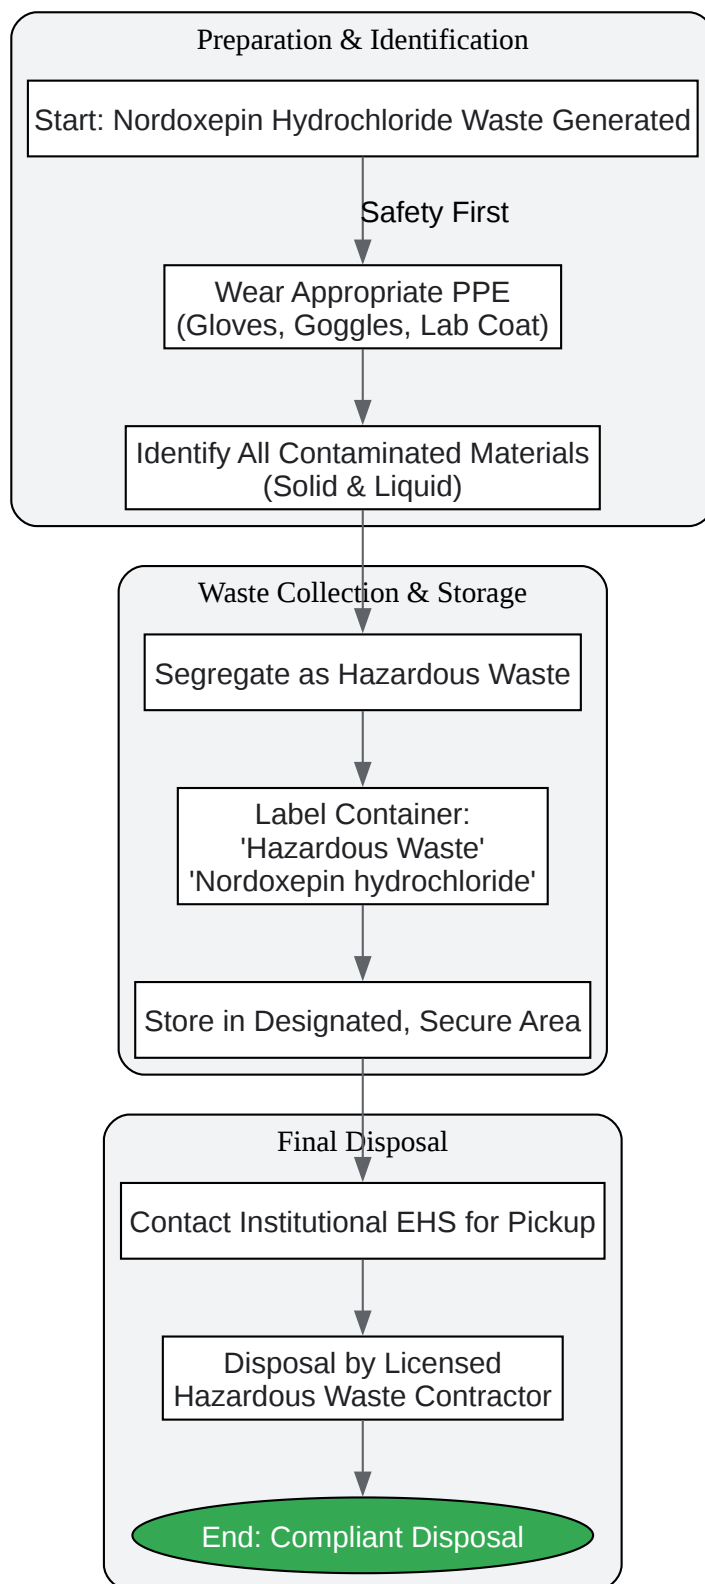 Preparation & Identification
Start: Nordoxepin Hydrochloride Waste Generated
Safety First
Wear Appropriate PPE
(Gloves, Goggles, Lab Coat)
Identify All Contaminated Materials
(Solid & Liquid)
Waste Collection & Storage
Segregate as Hazardous Waste
Label Container:
'Hazardous Waste'
'Nordoxepin hydrochloride'
Store in Designated, Secure Area
Final Disposal
Contact Institutional EHS for Pickup
Disposal by Licensed
Hazardous Waste Contractor
End: Compliant Disposal